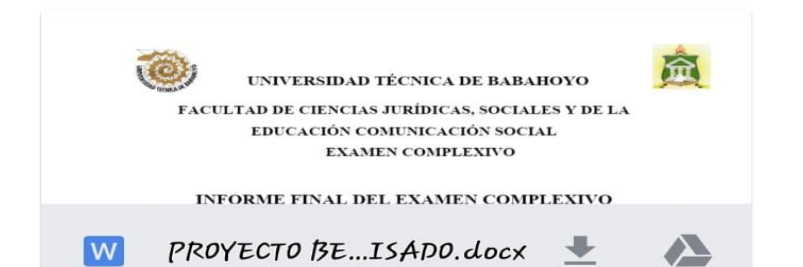 UNIVERSIDAD TÉCNICA DE BABAHOYO
FACULTAD DE CIENCIAS JURÍDICAS, SOCIALES Y DE LA
EDUCACIÓN COMUNICACIÓN SOCIAL
EXAMEN COMPLEXIVO
INFORME FINAL DEL EXAMEN COMPLEXIVO
W PROYECTO BE...ISADO.docx